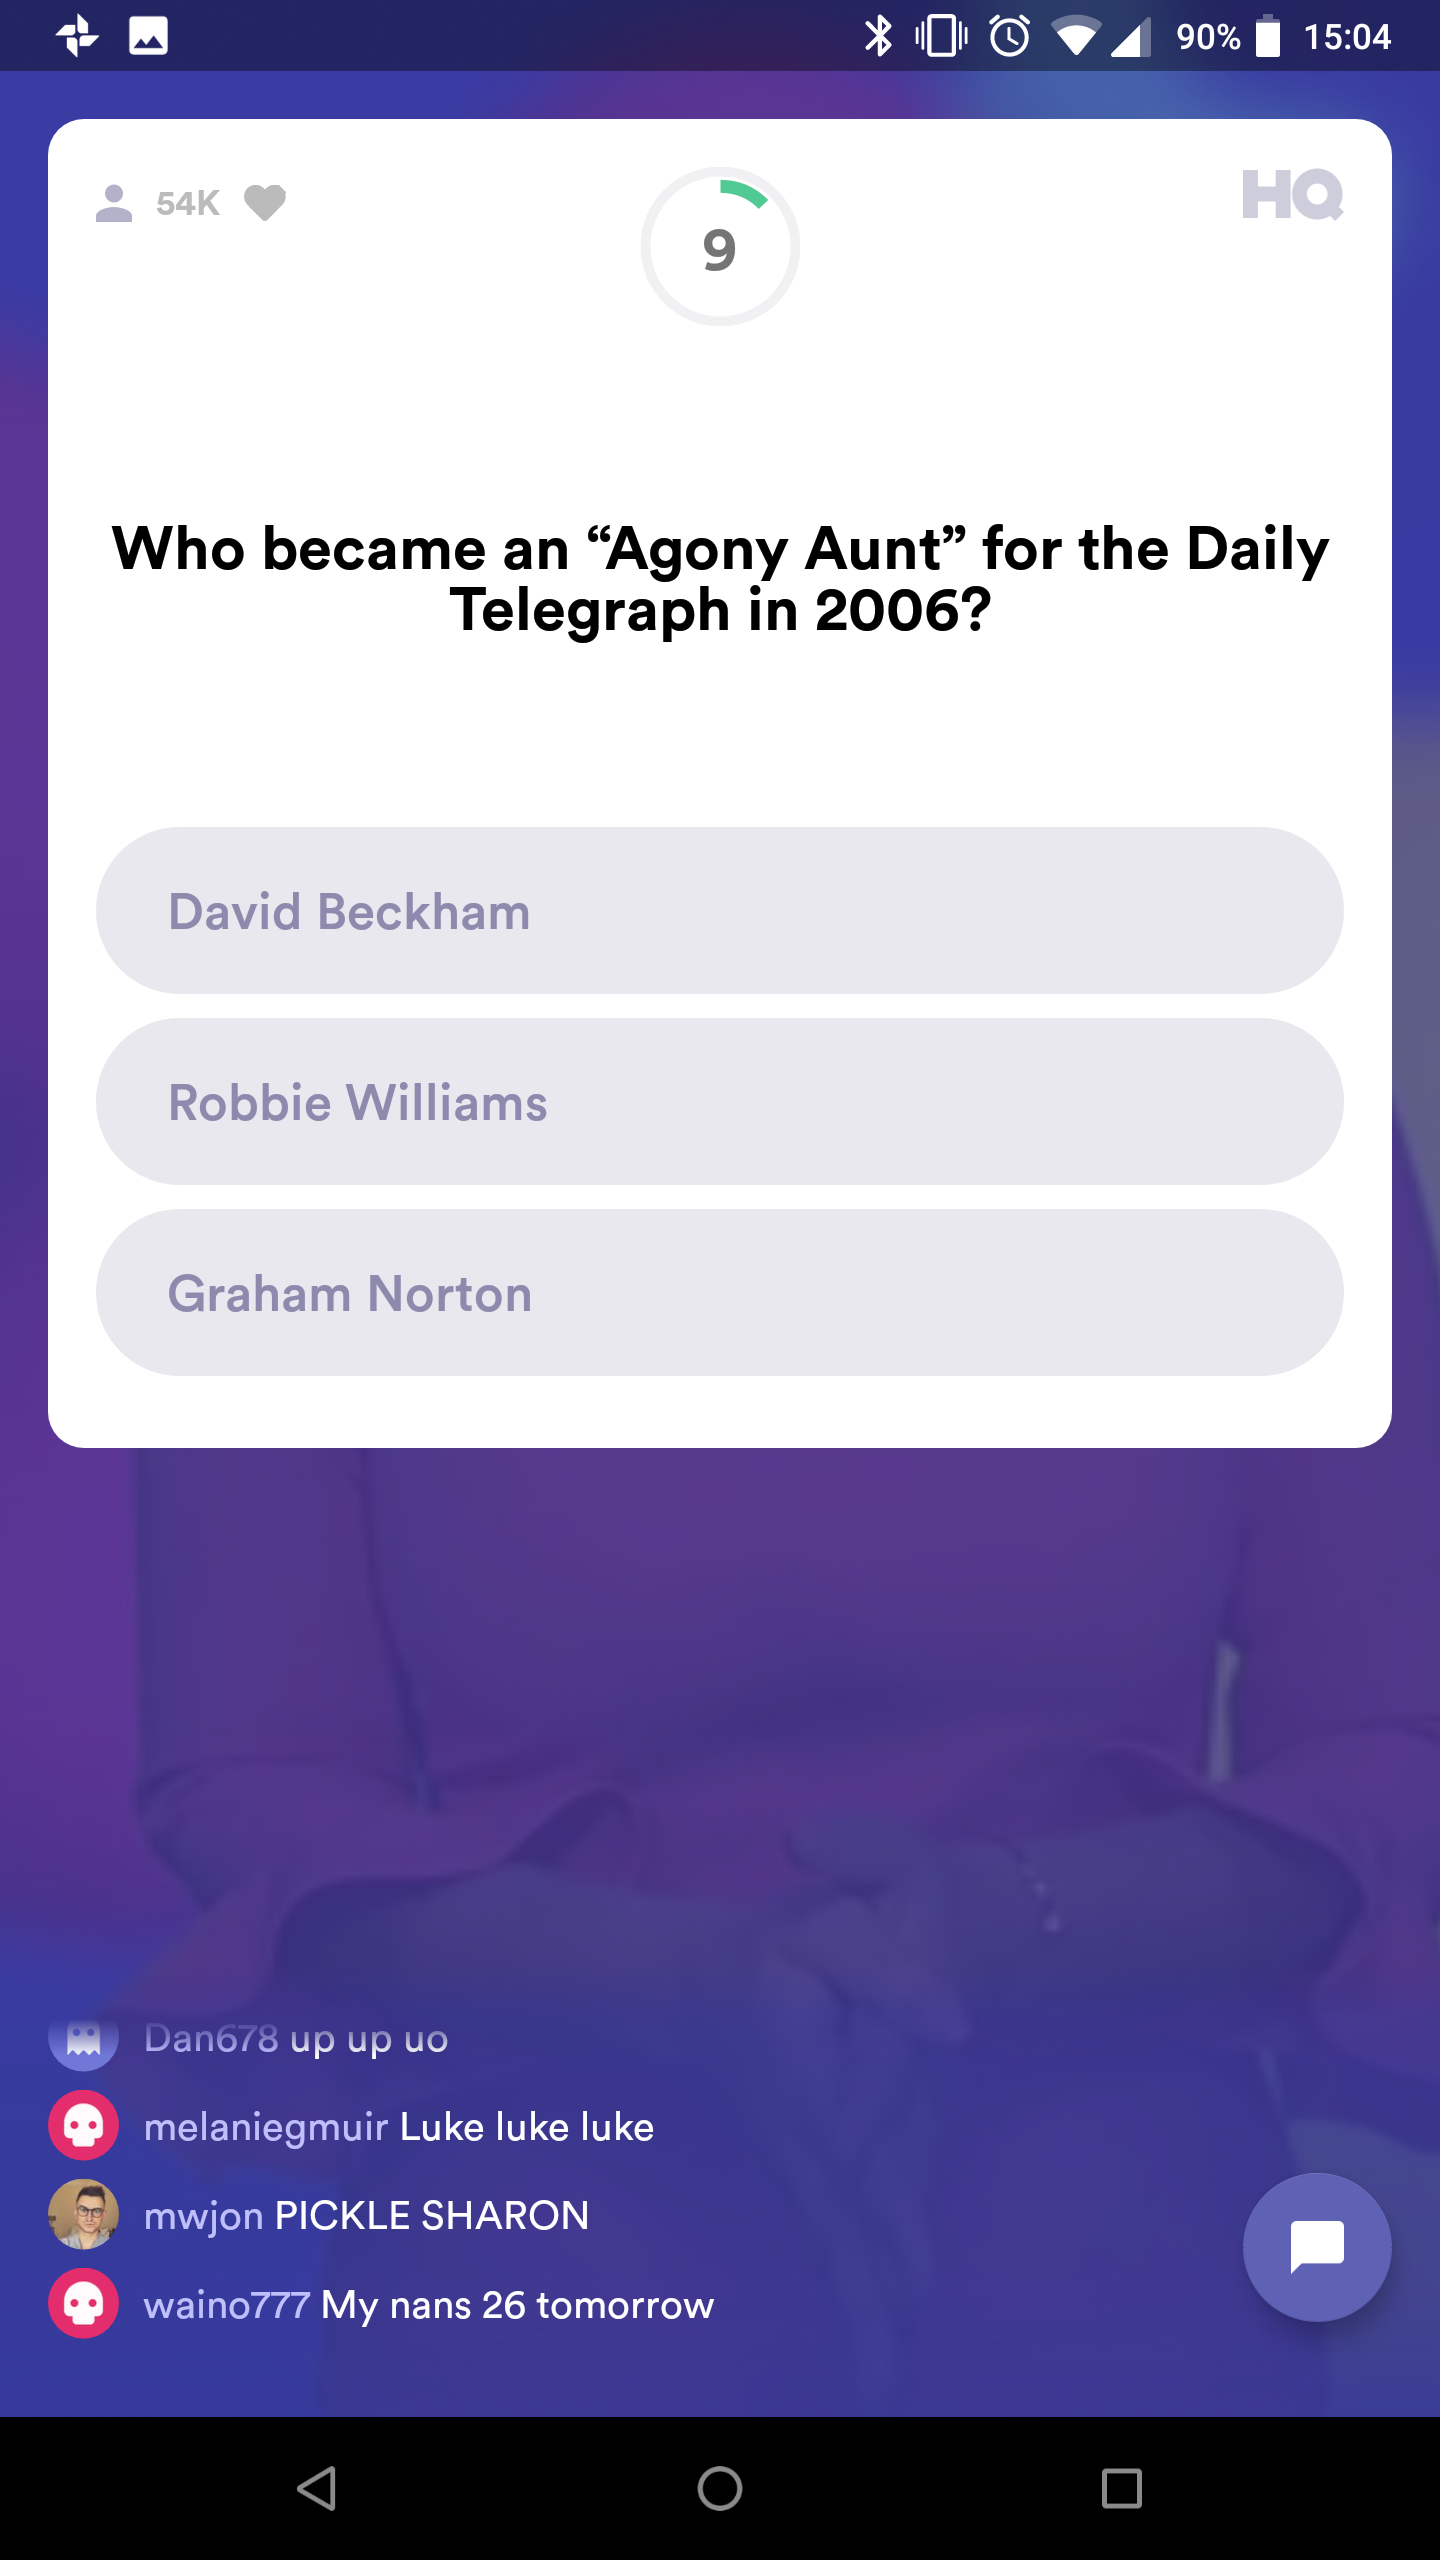 90% 15:04
54K
9
HQ
Who became an “Agony Aunt” for the Daily
Telegraph in 2006?
David Beckham
Robbie Williams
Graham Norton
Dan678 up up uo
melaniegmuir Luke luke luke
mwjon PICKLE SHARON
waino777 My nans 26 tomorrow